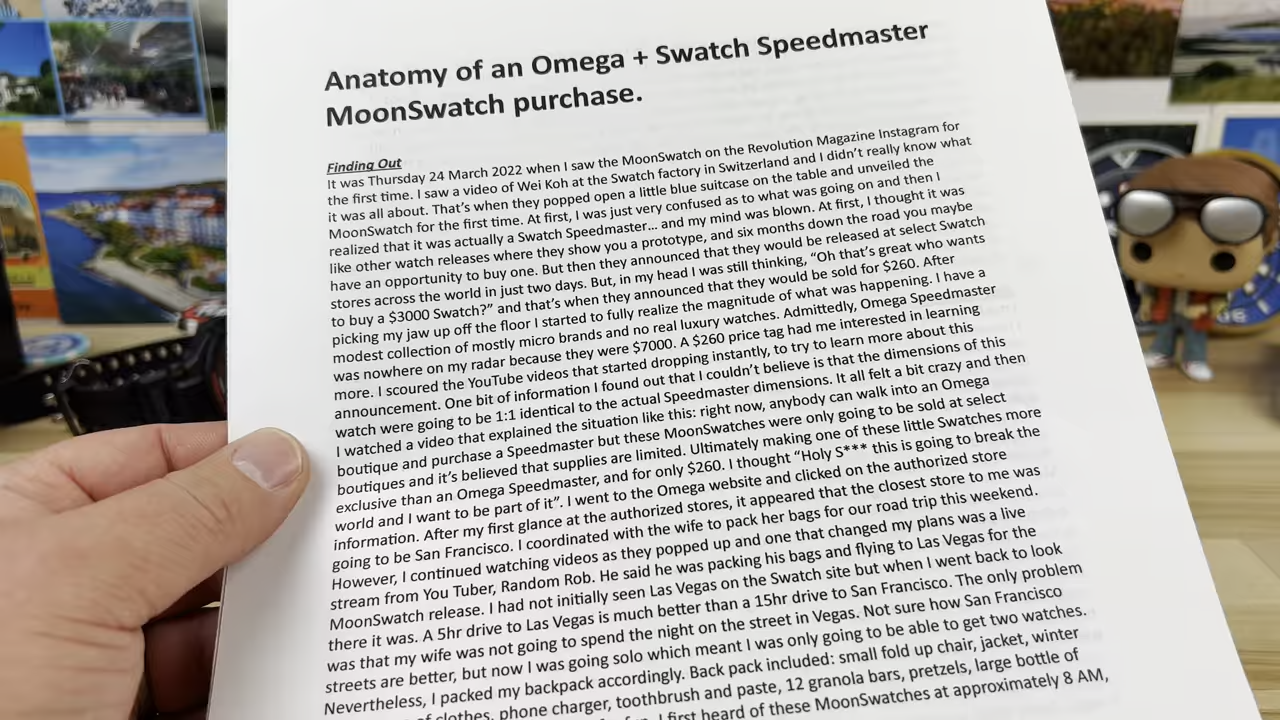 Anatomy of an Omega + Swatch Speedmaster
MoonSwatch purchase.
Finding Out
It was Thursday 24 March 2022 when I saw the MoonSwatch on the Revolution Magazine Instagram for
the first time. I saw a video of Wei Koh at the Swatch factory in Switzerland and I didn't really know what
it was all about. That's when they popped open a little blue suitcase on the table and unveiled the
MoonSwatch for the first time. At first, I was just very confused as to what was going on and then I
realized that it was actually a Swatch Speedmaster… and my mind was blown. At first, I thought it was
like other watch releases where they show you a prototype, and six months down the road you maybe
have an opportunity to buy one. But then they announced that they would be released at select Swatch
stores across the world in just two days. But, in my head I was still thinking, "Oh that's great who wants
to buy a $3000 Swatch?" and that's when they announced that they would be sold for $260. After
picking my jaw up off the floor I started to fully realize the magnitude of what was happening. I have a
modest collection of mostly micro brands and no real luxury watches. Admittedly, Omega Speedmaster
was nowhere on my radar because they were $7000. A $260 price tag had me interested in learning
more. I scoured the YouTube videos that started dropping instantly, to try to learn more about this
announcement. One bit of information I found out that I couldn't believe is that the dimensions of this
watch were going to be 1:1 identical to the actual Speedmaster dimensions. It all felt a bit crazy and then
I watched a video that explained the situation like this: right now, anybody can walk into an Omega
boutique and purchase a Speedmaster but these MoonSwatches were only going to be sold at select
boutiques and it's believed that supplies are limited. Ultimately making one of these little Swatches more
exclusive than an Omega Speedmaster, and for only $260. I thought "Holy S*** this is going to break the
world and I want to be part of it". I went to the Omega website and clicked on the authorized store
information. After my first glance at the authorized stores, it appeared that the closest store to me was
going to be San Francisco. I coordinated with the wife to pack her bags for our road trip this weekend.
However, I continued watching videos as they popped up and one that changed my plans was a live
stream from You Tuber, Random Rob. He said he was packing his bags and flying to Las Vegas for the
MoonSwatch release. I had not initially seen Las Vegas on the Swatch site but when I went back to look
there it was. A 5hr drive to Las Vegas is much better than a 15hr drive to San Francisco. The only problem
was that my wife was not going to spend the night on the street in Vegas. Not sure how San Francisco
streets are better, but now I was going solo which meant I was only going to be able to get two watches.
Nevertheless, I packed my backpack accordingly. Back pack included: small fold up chair, jacket, winter
of clothes, phone charger, toothbrush and paste, 12 granola bars, pretzels, large bottle of
I first heard of these MoonSwatches at approximately 8 AM,